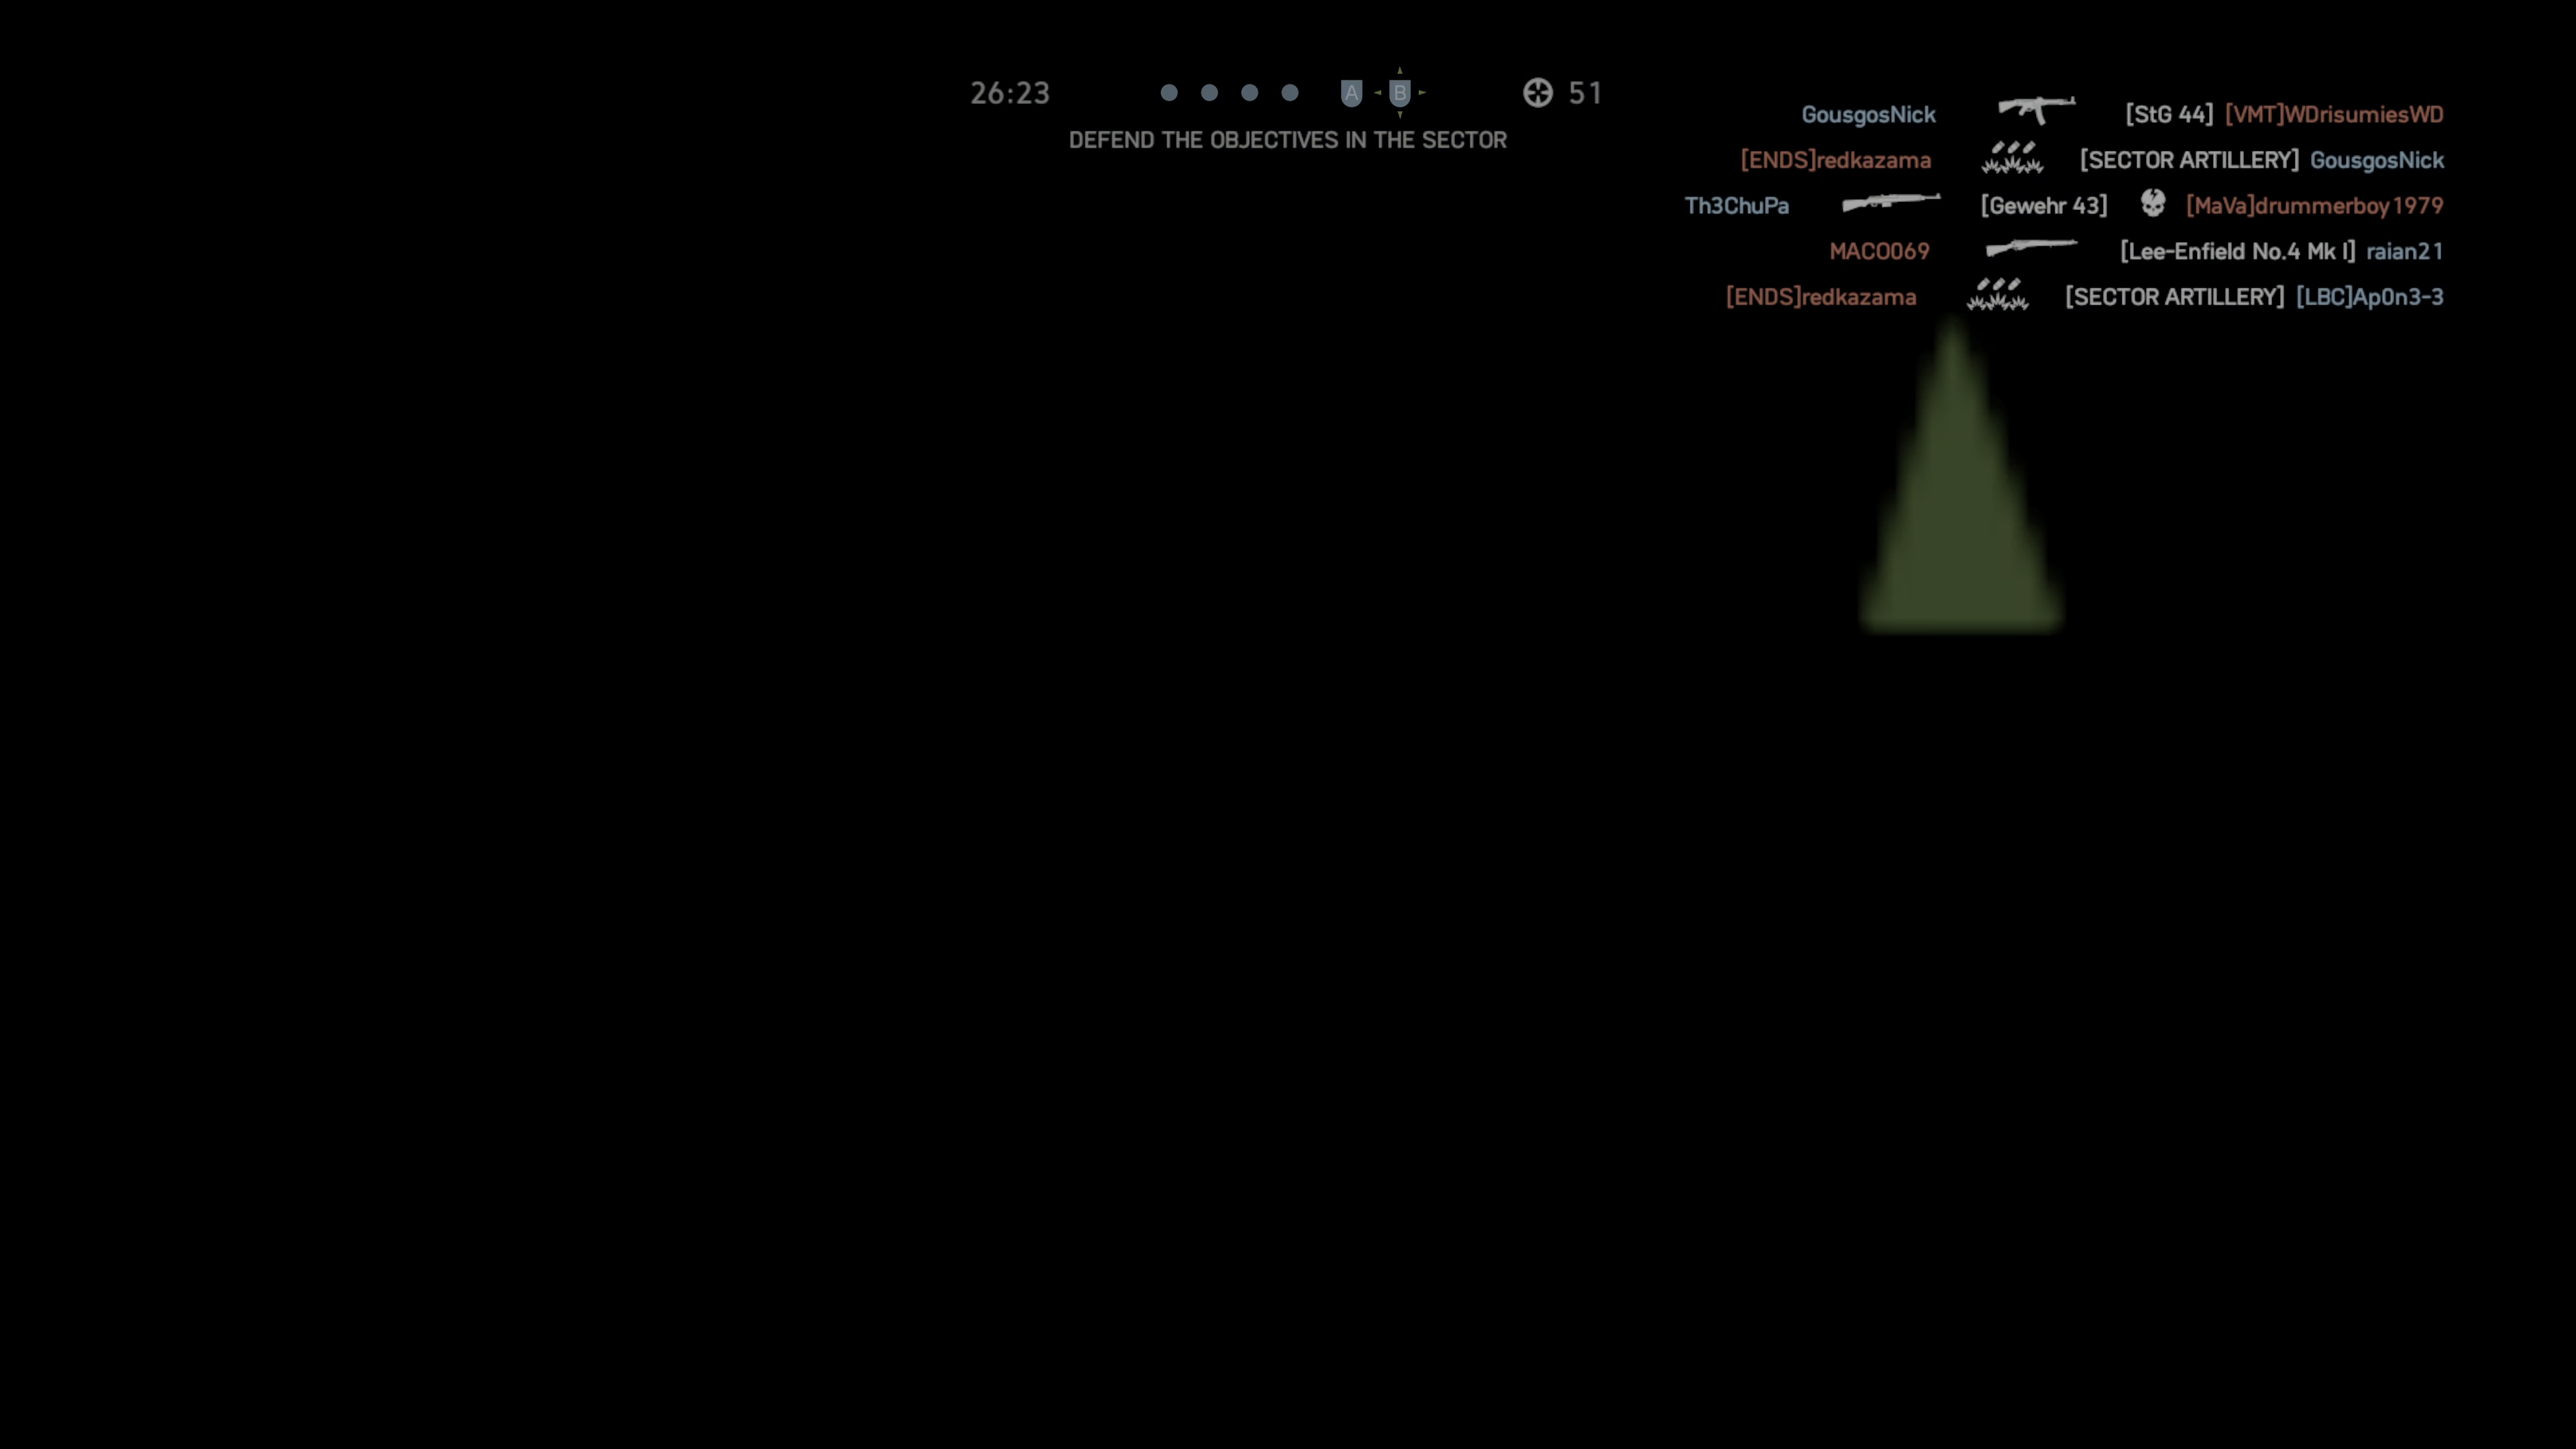 26:23 A B 51
DEFEND THE OBJECTIVES IN THE SECTOR
GousgosNick [StG 44] [VMT]WDrisumiesWD
[ENDS]redkazama [SECTOR ARTILLERY] GousgosNick
Th3ChuPa [Gewehr 43] [MaVa]drummerboy1979
MACO069 [Lee-Enfield No.4 Mk I] raian21
[ENDS]redkazama [SECTOR ARTILLERY] [LBC]Ap0n3-3